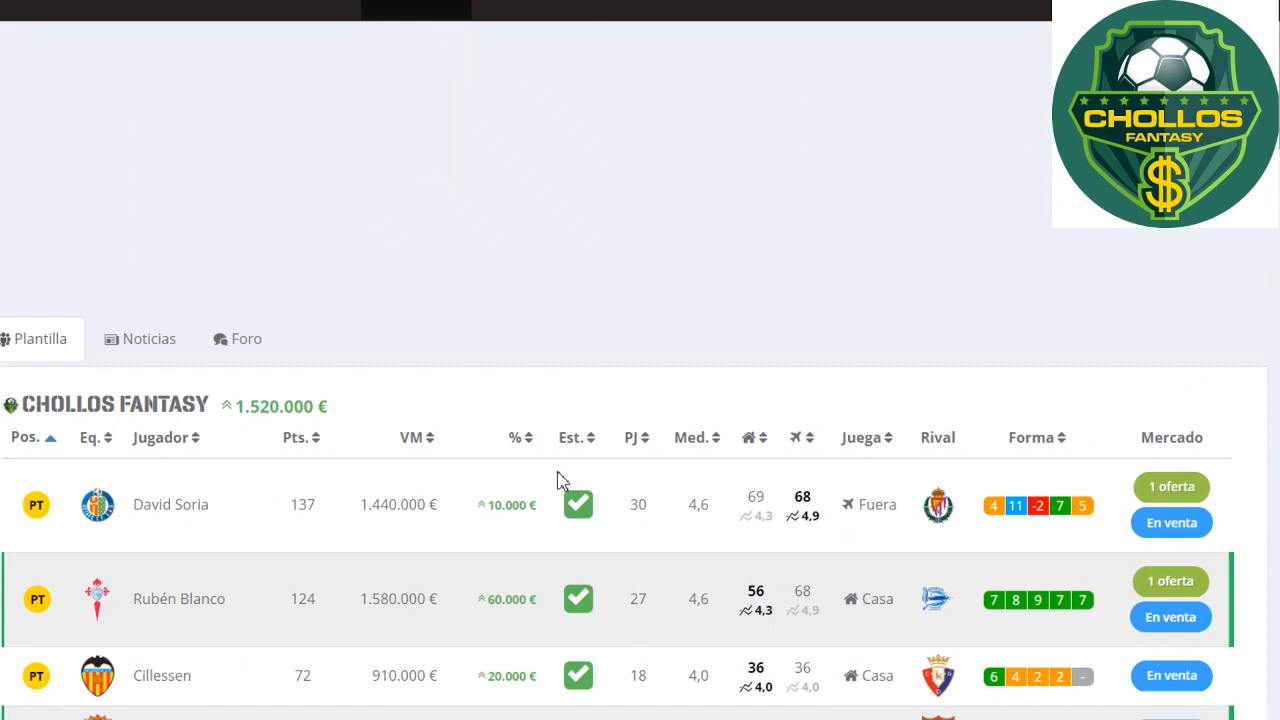 CHOLLOS
FANTASY
$
Plantilla Noticias Foro
CHOLLOS FANTASY 1.520.000 €
Pos. Eq. Jugador Pts. VM % Est. PJ Med. Juega Rival Forma Mercado
PT David Soria 137 1.440.000 € 10.000 € 30 4,6 69 4,3 68 4,9 Fuera 4 11 -2 7 5 1 oferta En venta
PT Rubén Blanco 124 1.580.000 € 60.000 € 27 4,6 56 4,3 68 4,9 Casa 7 8 9 7 7 1 oferta En venta
PT Cillessen 72 910.000 € 20.000 € 18 4,0 36 4,0 36 4,0 Casa 6 4 2 2 - En venta